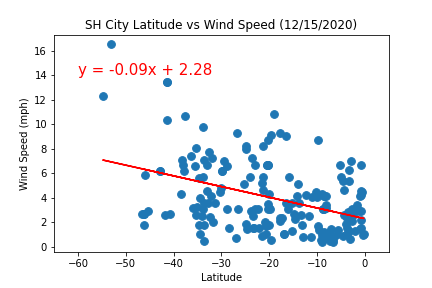 SH City Latitude vs Wind Speed (12/15/2020)
16
y = -0.09x + 2.28
14
12
10
8
6
4
2
0
Wind Speed (mph)
−60 −50 −40 −30 −20 −10 0
Latitude